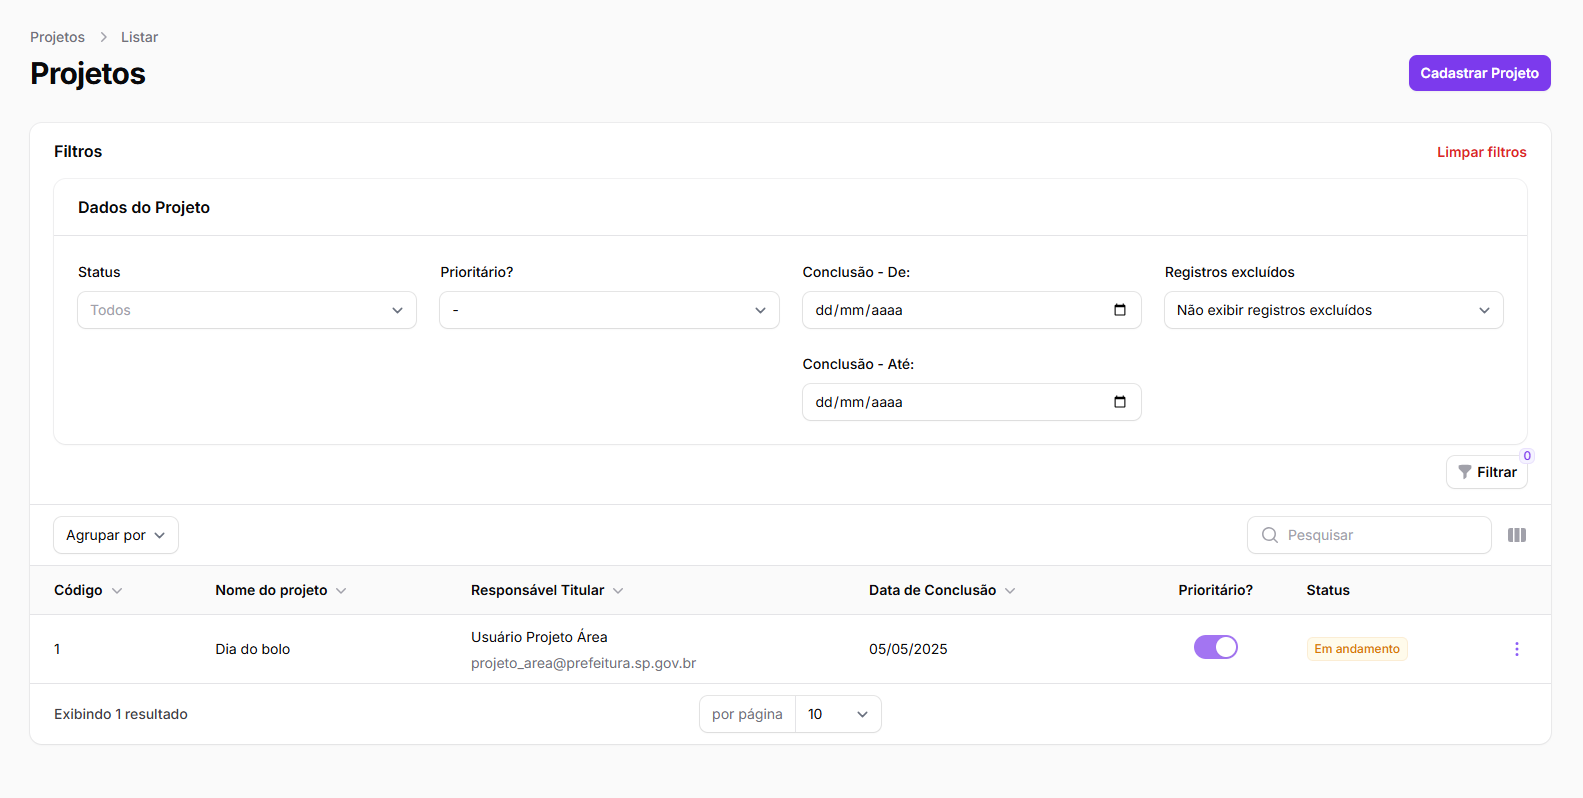 Projetos > Listar
Projetos
Cadastrar Projeto
Filtros
Limpar filtros
Dados do Projeto
Status
Prioritário?
Conclusão - De:
Registros excluídos
Todos
-
dd/mm/aaaa
Não exibir registros excluídos
Conclusão - Até:
dd/mm/aaaa
0
Filtrar
Agrupar por
Pesquisar
Código
Nome do projeto
Responsável Titular
Data de Conclusão
Prioritário?
Status
1
Dia do bolo
Usuário Projeto Área
projeto_area@prefeitura.sp.gov.br
05/05/2025
Em andamento
Exibindo 1 resultado
por página
10